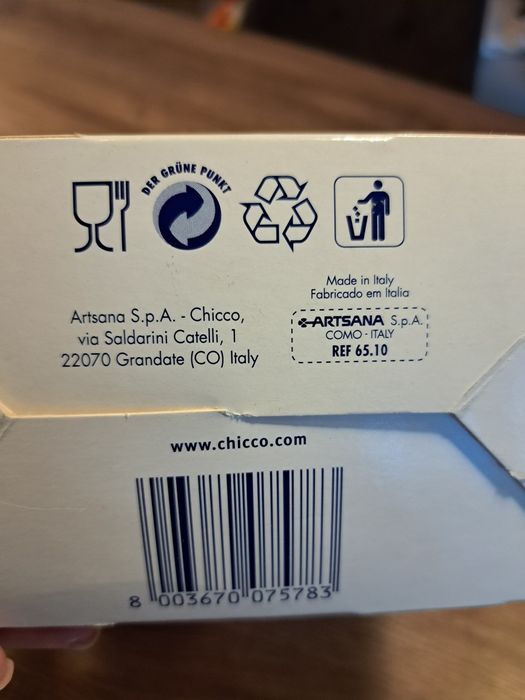 DER GRÜNE PUNKT
Made in Italy
Fabricado em Italia
Artsana S.p.A. - Chicco,
via Saldarini Catelli, 1
22070 Grandate (CO) Italy
ARTSANA S.p.A.
COMO - ITALY
REF 65.10
www.chicco.com
8 003670 075783